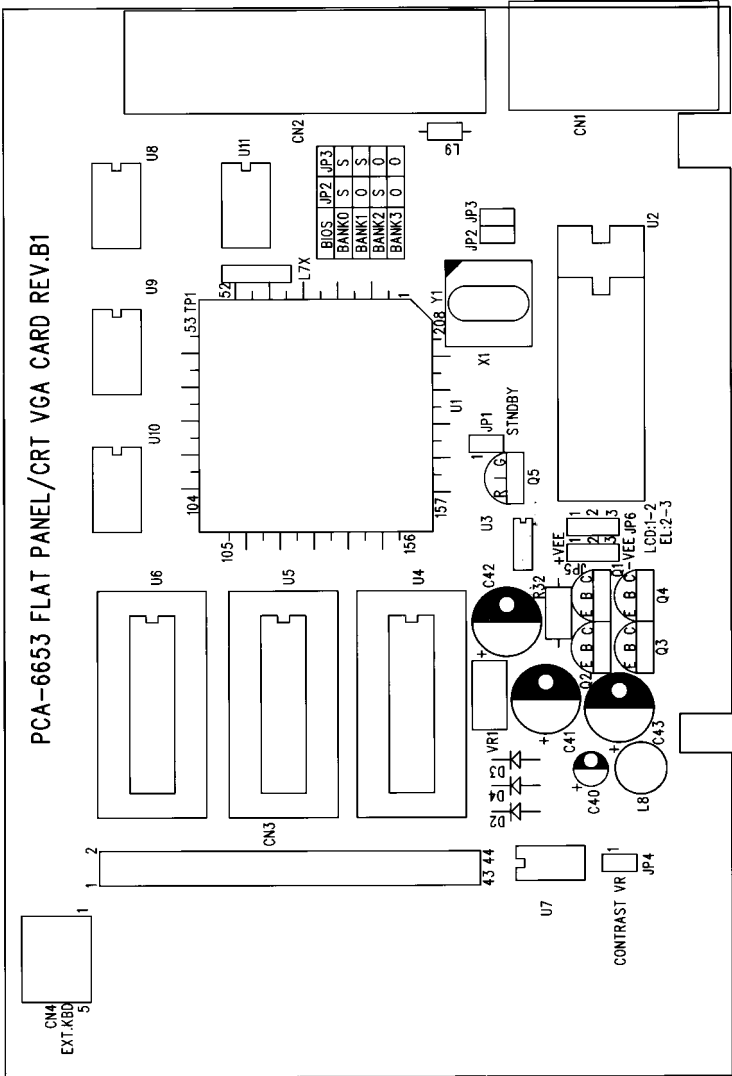 PCA-6653 FLAT PANEL/CRT VGA CARD REV.B1
CN4
EXT.KBD
5
1
1
2
CN3
43 44
U6
U5
U4
U10
U9
U8
U11
CN2
CN1
L9
BIOS JP2 JP3
BANK0 S S
BANK1 O S
BANK2 S O
BANK3 O O
L7X
52
53 TP1
104
105
156
157
208
1
U1
Y1
X1
JP2 JP3
U2
JP1
1
STNDBY
R G
Q5
U3
C42
+
R32
VR1
+VEE
-VEE
JP5
1
2
3
JP6
1
2
3
LCD:1-2
EL:2-3
Q1
E B C
Q2
E B C
Q3
E B C
Q4
E B C
+
C41
+
C43
+
C40
L8
D3
D4
D2
U7
CONTRAST VR
1
JP4